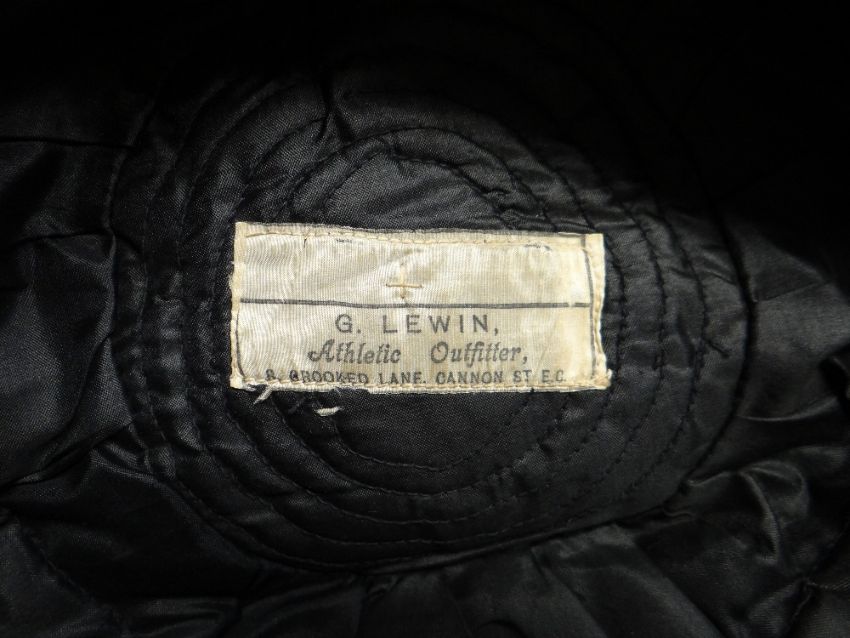 G. LEWIN,
Athletic Outfitter,
8, CROOKED LANE. CANNON ST. E.C.